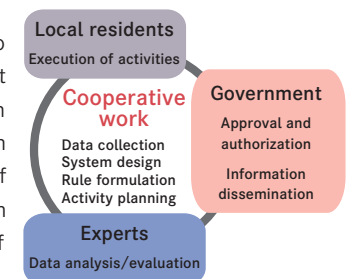 Local residents
Execution of activities
Cooperative
work
Data collection
System design
Rule formulation
Activity planning
Government
Approval and
authorization
Information
dissemination
Experts
Data analysis/evaluation